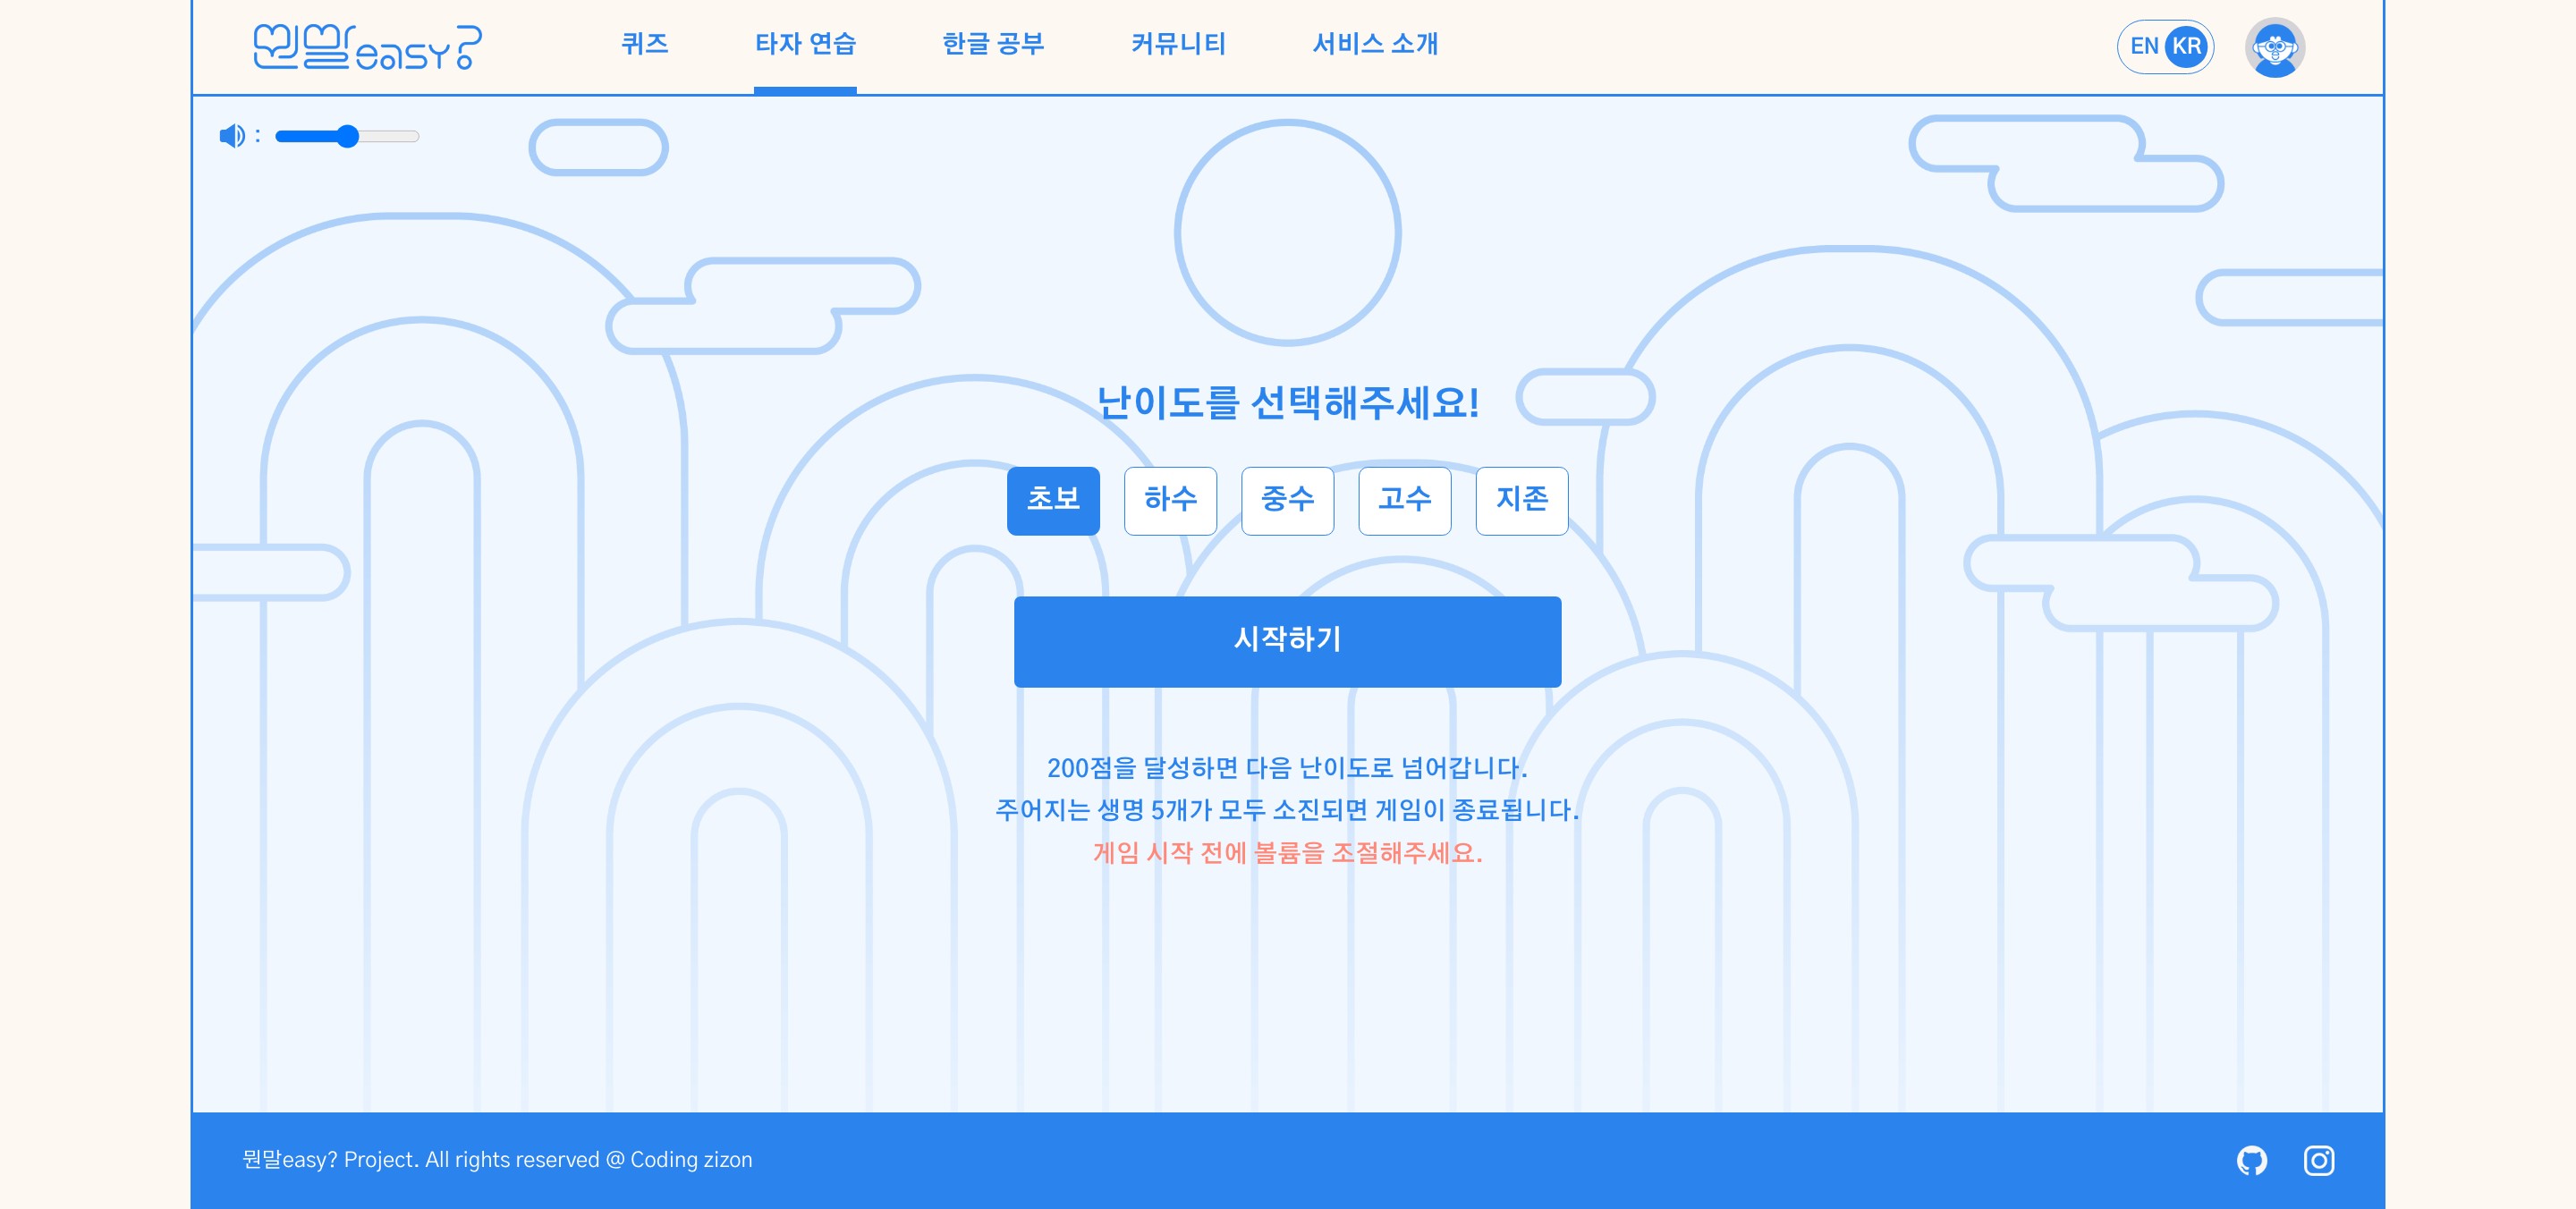 뭔말easy?
퀴즈
타자 연습
한글 공부
커뮤니티
서비스 소개
EN KR
:
난이도를 선택해주세요!
초보
하수
중수
고수
지존
시작하기
200점을 달성하면 다음 난이도로 넘어갑니다.
주어지는 생명 5개가 모두 소진되면 게임이 종료됩니다.
게임 시작 전에 볼륨을 조절해주세요.
뭔말easy? Project. All rights reserved @ Coding zizon